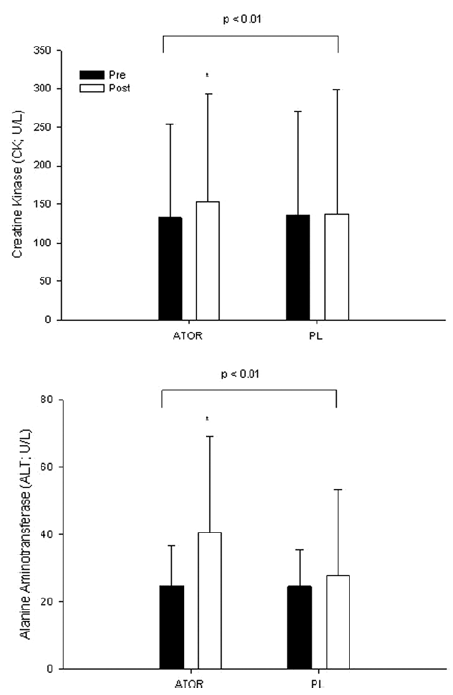 p < 0.01
350
300
250
200
150
100
50
0
Creatine Kinase (CK; U/L)
Pre
Post
*
ATOR
PL
p < 0.01
80
60
40
20
0
Alanine Aminotransferase (ALT; U/L)
*
ATOR
PL